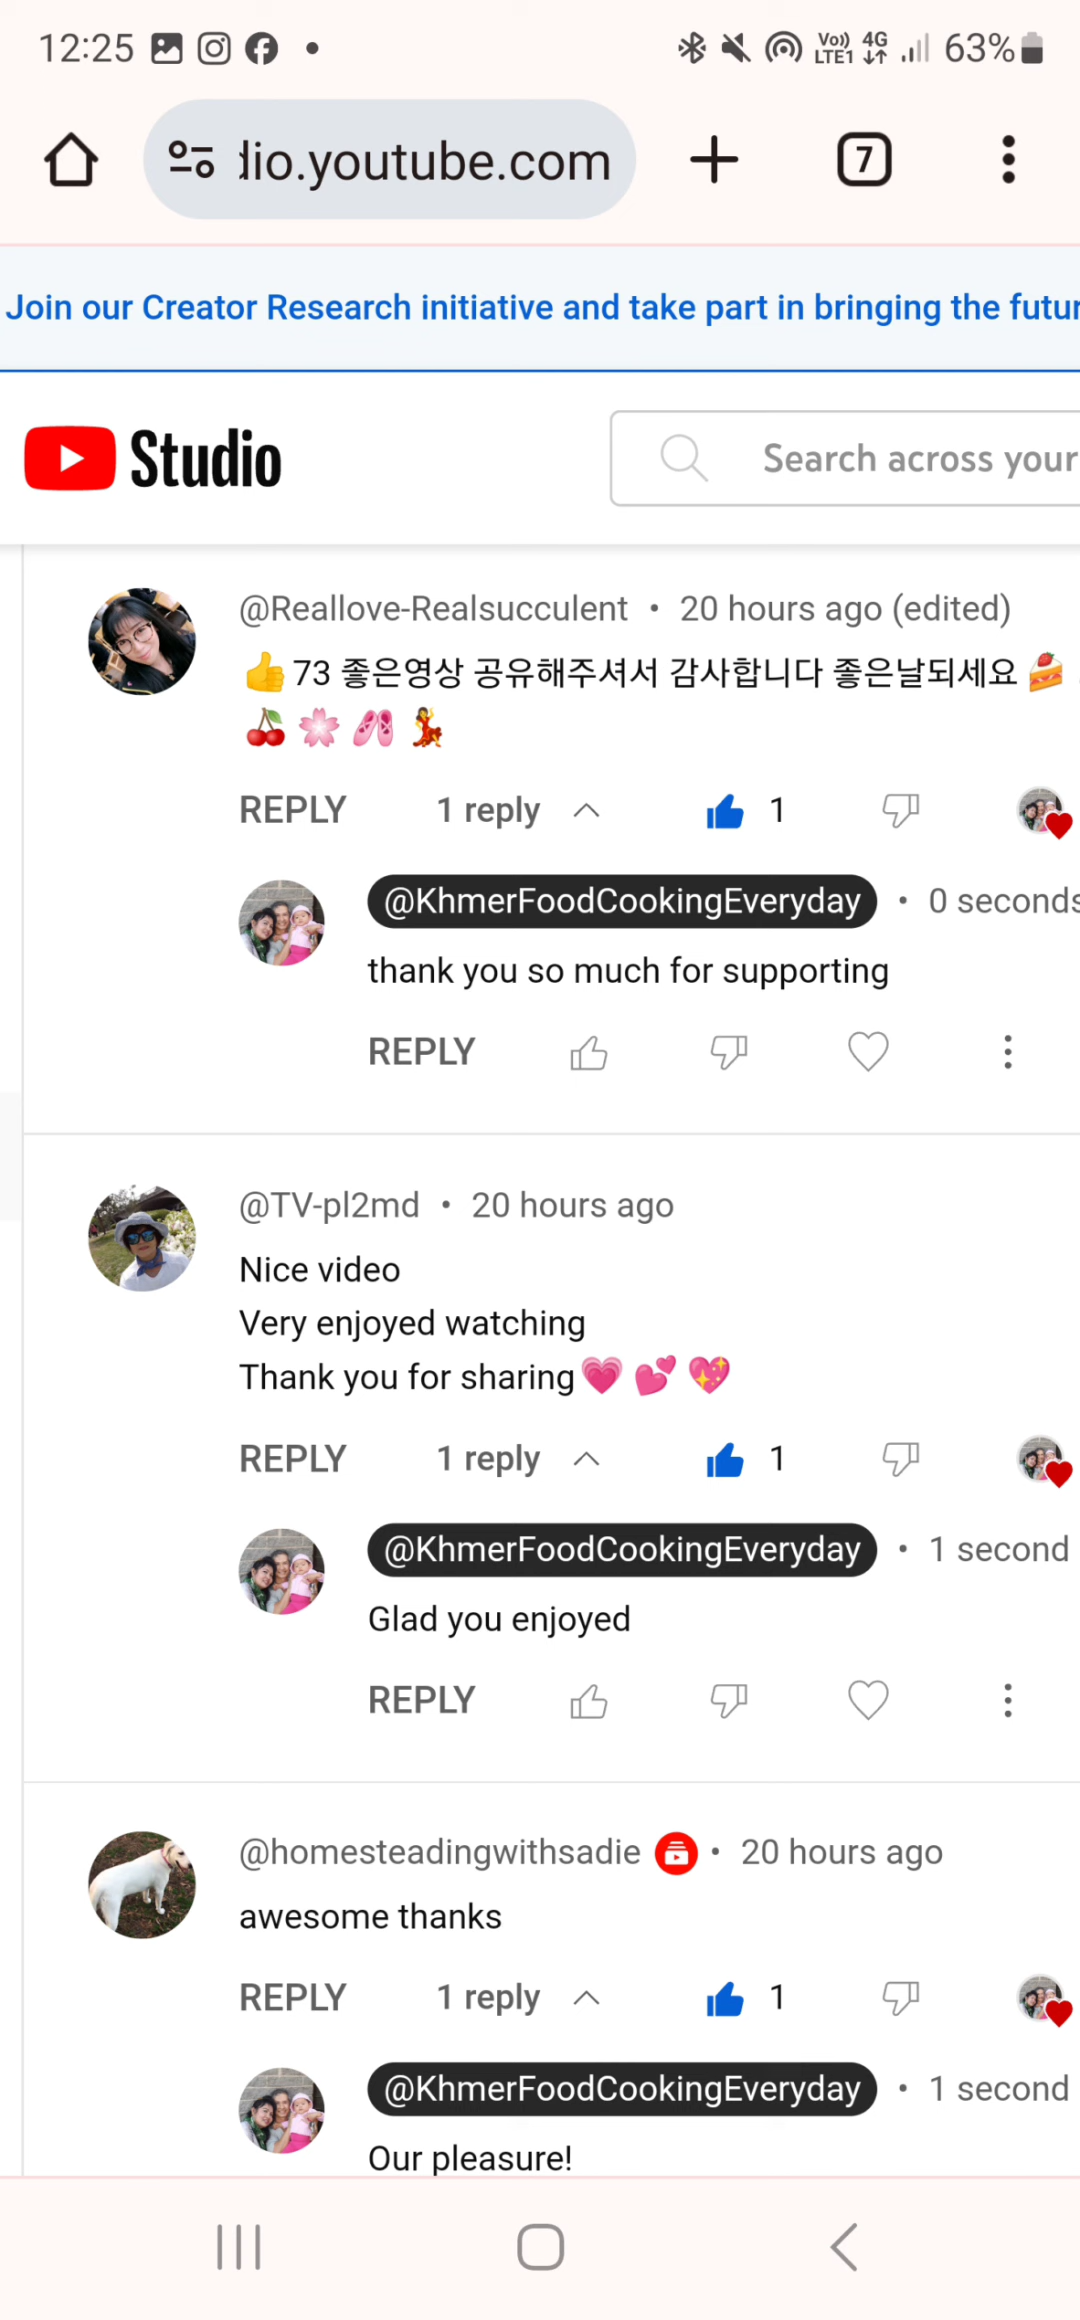 12:25 Vo)) LTE1 4G 63%
dio.youtube.com 7
Join our Creator Research initiative and take part in bringing the
Studio
Search across your
@Reallove-Realsucculent • 20 hours ago (edited)
👍73 좋은영상 공유해주셔서 감사합니다 좋은날되세요🍰
🍒🌸🩰💃
REPLY 1 reply 1
@KhmerFoodCookingEveryday • 0 seconds
thank you so much for supporting
REPLY
@TV-pl2md • 20 hours ago
Nice video
Very enjoyed watching
Thank you for sharing💗💕💖
REPLY 1 reply 1
@KhmerFoodCookingEveryday • 1 second
Glad you enjoyed
REPLY
@homesteadingwithsadie • 20 hours ago
awesome thanks
REPLY 1 reply 1
@KhmerFoodCookingEveryday • 1 second
Our pleasure!